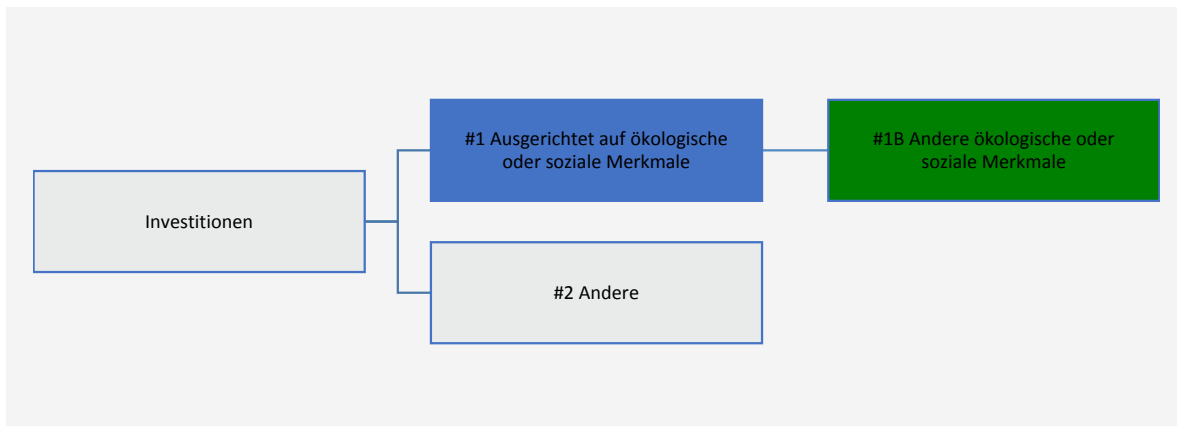 Investitionen
#1 Ausgerichtet auf ökologische
oder soziale Merkmale
#1B Andere ökologische oder
soziale Merkmale
#2 Andere